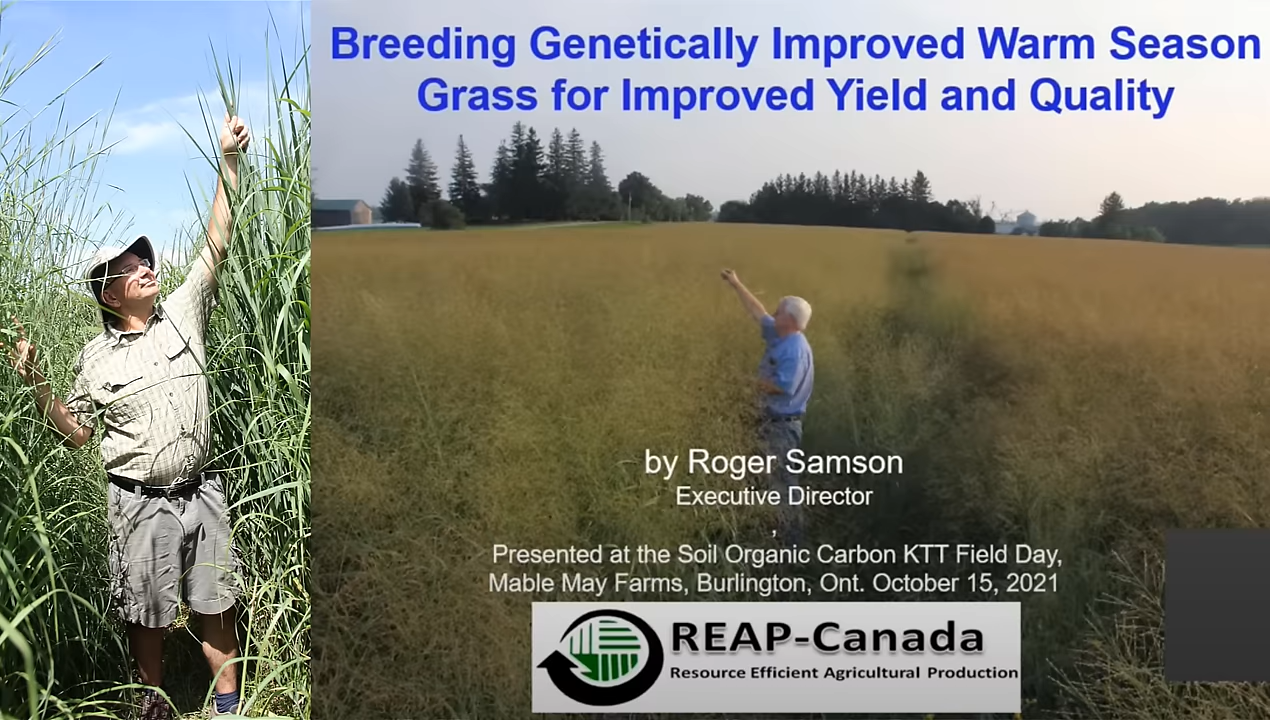 Breeding Genetically Improved Warm Season
Grass for Improved Yield and Quality
by Roger Samson
Executive Director
,
Presented at the Soil Organic Carbon KTT Field Day,
Mable May Farms, Burlington, Ont. October 15, 2021
REAP-Canada
Resource Efficient Agricultural Production